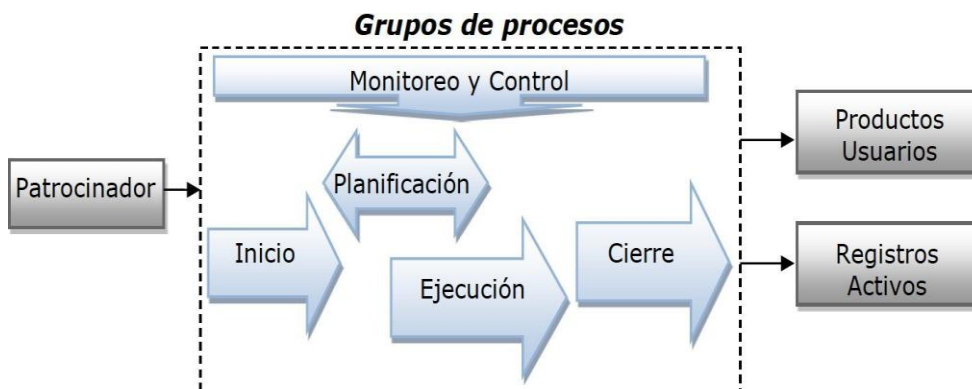 Grupos de procesos
Monitoreo y Control
Patrocinador
Planificación
Inicio
Ejecución
Cierre
Productos
Usuarios
Registros
Activos